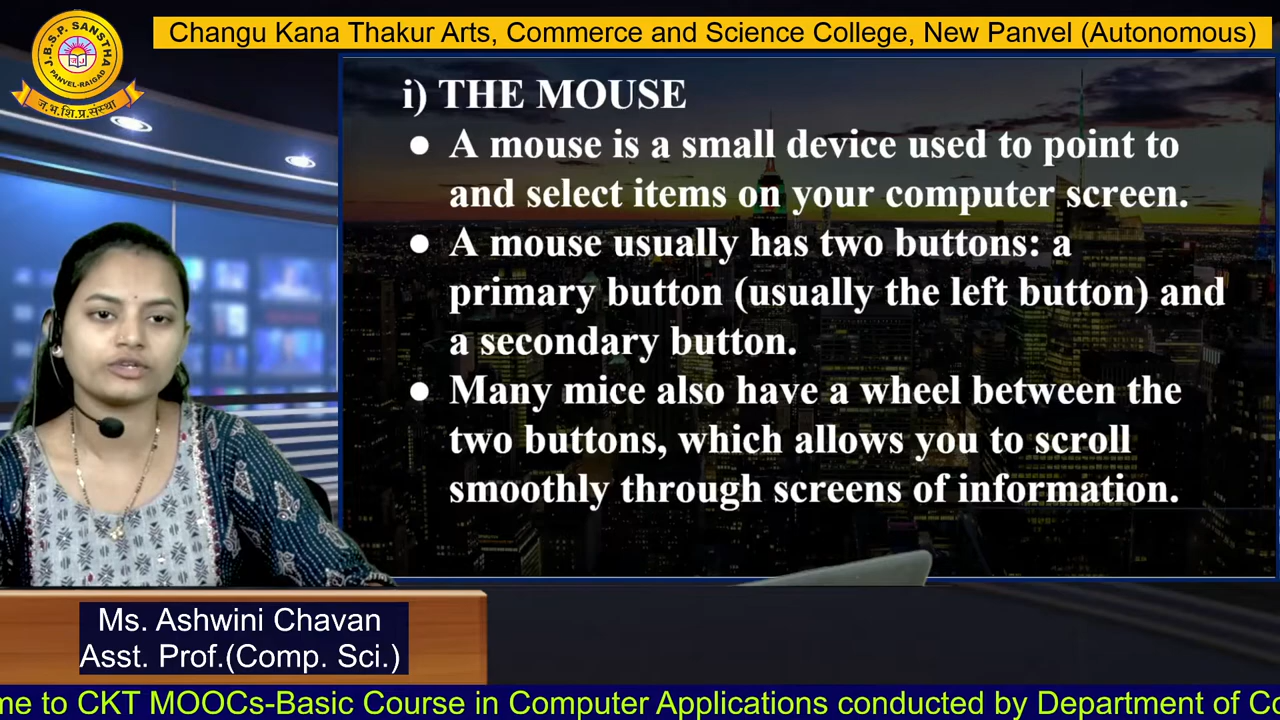 Changu Kana Thakur Arts, Commerce and Science College, New Panvel (Autonomous)
J.B.S.P. SANSTHA
PANVEL-RAIGAD
ज.भ.शि.प्र.संस्था
i) THE MOUSE
● A mouse is a small device used to point to
and select items on your computer screen.
● A mouse usually has two buttons: a
primary button (usually the left button) and
a secondary button.
● Many mice also have a wheel between the
two buttons, which allows you to scroll
smoothly through screens of information.
Ms. Ashwini Chavan
Asst. Prof.(Comp. Sci.)
me to CKT MOOCs-Basic Course in Computer Applications conducted by Department of Co